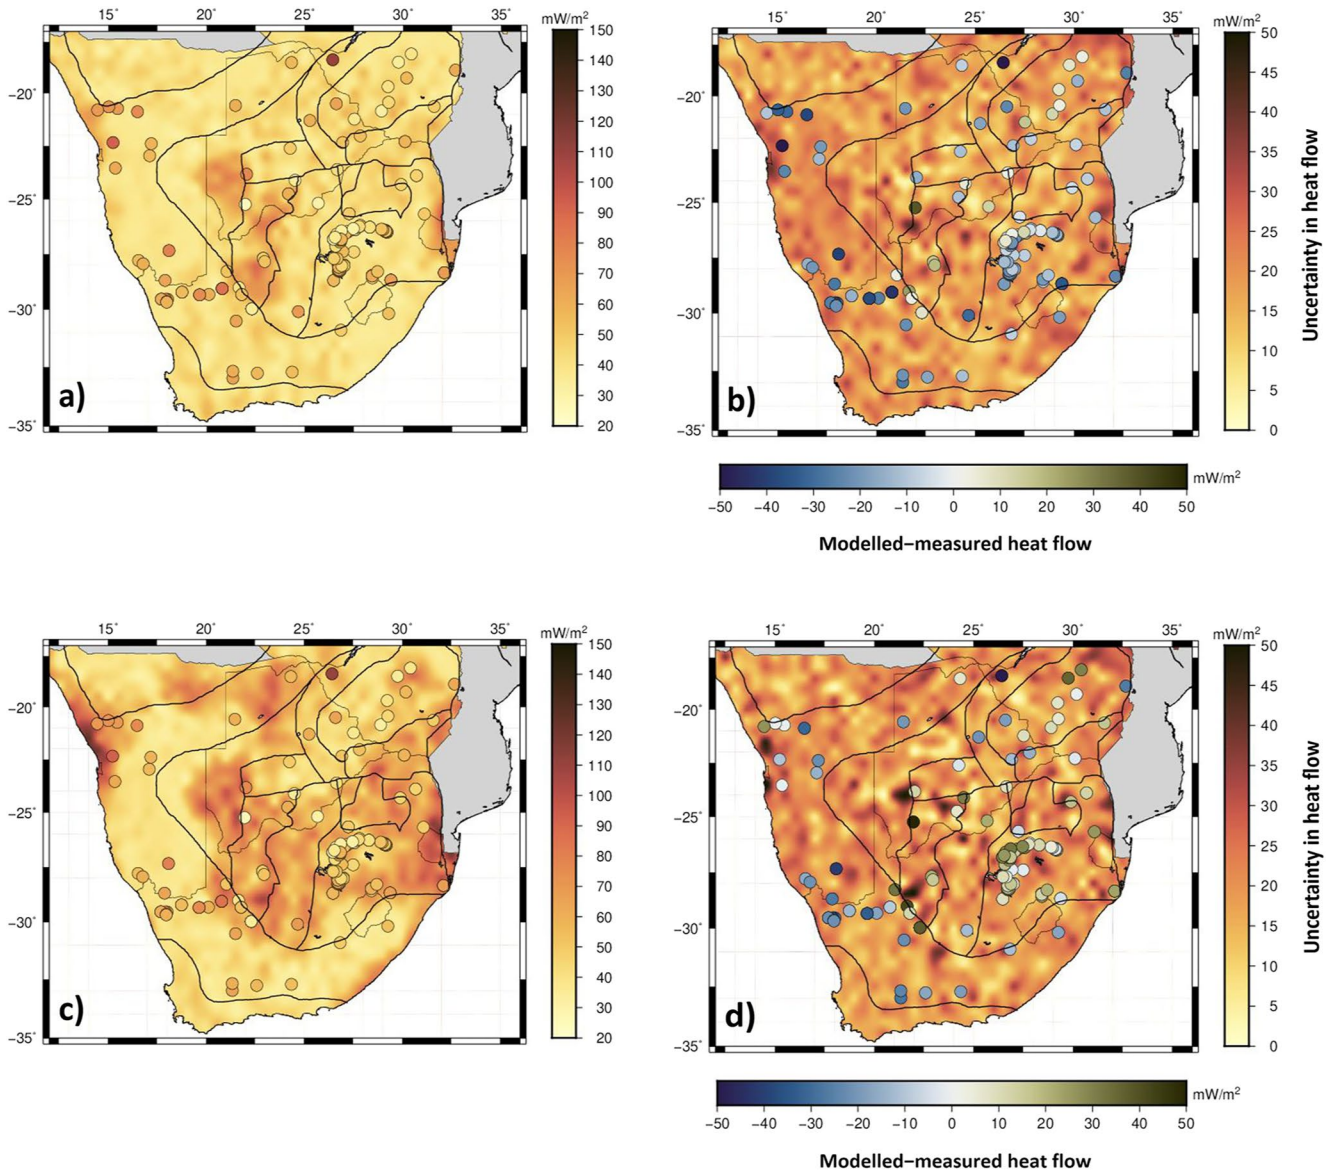 15° 20° 25° 30° 35° mW/m²
−20° −25° −30° −35°
150 140 130 120 110 100 90 80 70 60 50 40 30 20
a)
15° 20° 25° 30° 35° mW/m²
−20° −25° −30° −35°
50 45 40 35 30 25 20 15 10 5 0
Uncertainty in heat flow
b)
mW/m²
−50 −40 −30 −20 −10 0 10 20 30 40 50
Modelled−measured heat flow
15° 20° 25° 30° 35° mW/m²
−20° −25° −30° −35°
150 140 130 120 110 100 90 80 70 60 50 40 30 20
c)
15° 20° 25° 30° 35° mW/m²
−20° −25° −30° −35°
50 45 40 35 30 25 20 15 10 5 0
Uncertainty in heat flow
d)
mW/m²
−50 −40 −30 −20 −10 0 10 20 30 40 50
Modelled−measured heat flow